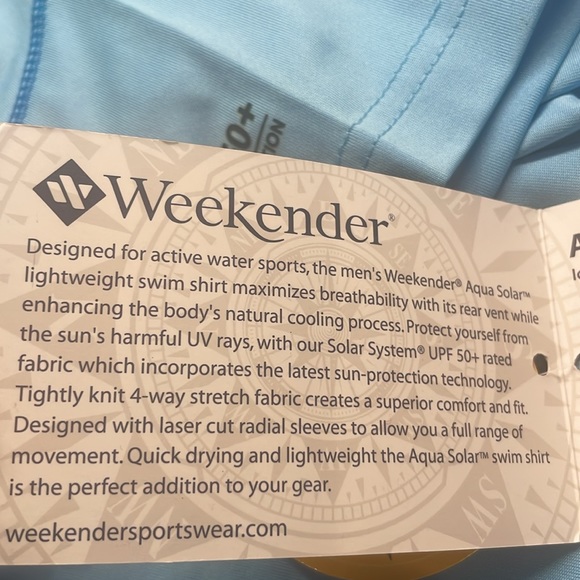 0+
ION
Weekender®
Designed for active water sports, the men's Weekender® Aqua Solar™
lightweight swim shirt maximizes breathability with its rear vent while
enhancing the body's natural cooling process. Protect yourself from
the sun's harmful UV rays, with our Solar System® UPF 50+ rated
fabric which incorporates the latest sun-protection technology.
Tightly knit 4-way stretch fabric creates a superior comfort and fit.
Designed with laser cut radial sleeves to allow you a full range of
movement. Quick drying and lightweight the Aqua Solar™ swim shirt
is the perfect addition to your gear.
weekendersportswear.com
SE
SW